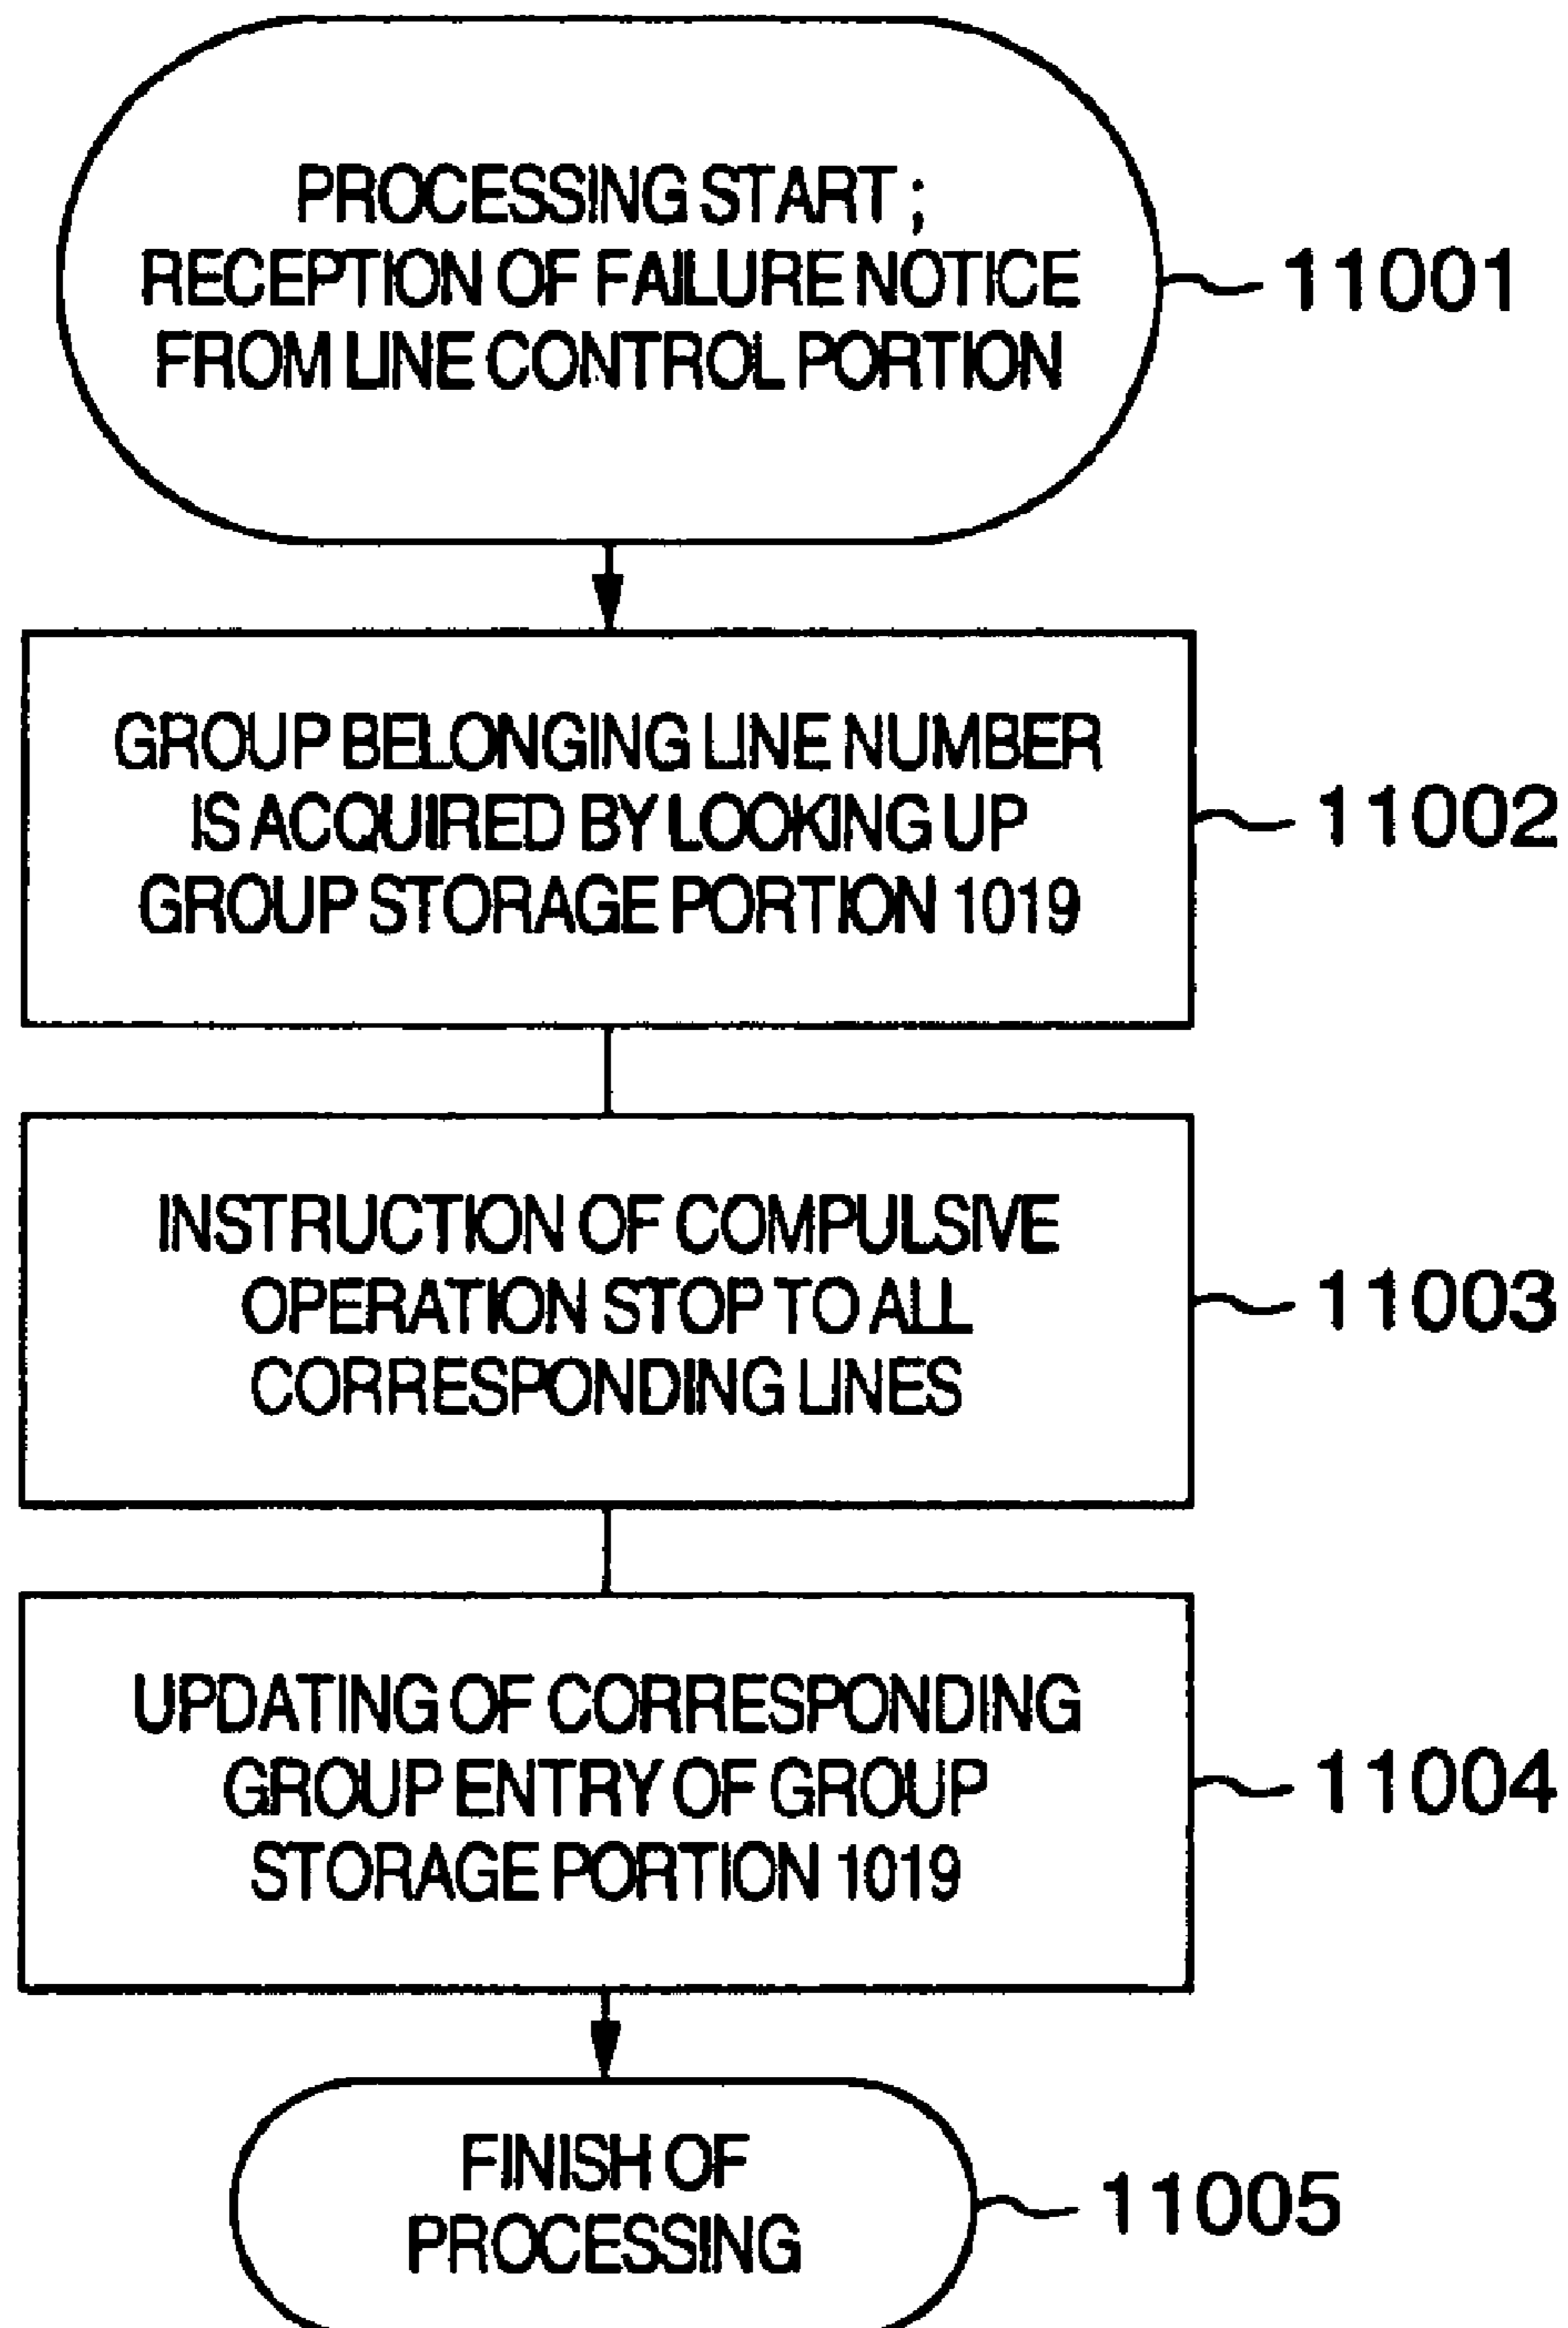 PROCESSING START ;
RECEPTION OF FAILURE NOTICE
FROM LINE CONTROL PORTION
11001
GROUP BELONGING LINE NUMBER
IS ACQUIRED BY LOOKING UP
GROUP STORAGE PORTION 1019
11002
INSTRUCTION OF COMPULSIVE
OPERATION STOP TO ALL
CORRESPONDING LINES
11003
UPDATING OF CORRESPONDING
GROUP ENTRY OF GROUP
STORAGE PORTION 1019
11004
FINISH OF
PROCESSING
11005